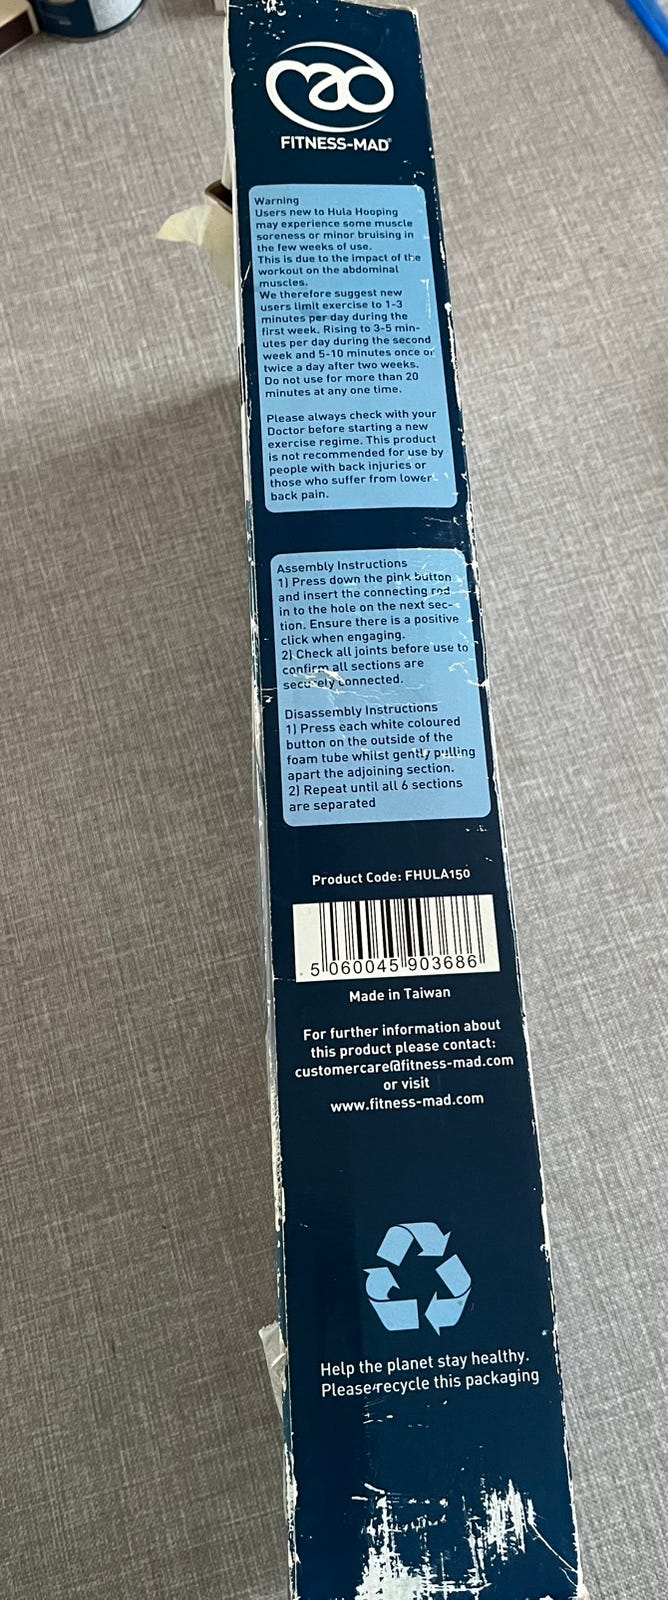 mad
FITNESS-MAD®
Warning
Users new to Hula Hooping
may experience some muscle
soreness or minor bruising in
the few weeks of use.
This is due to the impact of the
workout on the abdominal
muscles.
We therefore suggest new
users limit exercise to 1-3
minutes per day during the
first week. Rising to 3-5 min-
utes per day during the second
week and 5-10 minutes once or
twice a day after two weeks.
Do not use for more than 20
minutes at any one time.
Please always check with your
Doctor before starting a new
exercise regime. This product
is not recommended for use by
people with back injuries or
those who suffer from lower
back pain.
Assembly Instructions
1) Press down the pink button
and insert the connecting rod
in to the hole on the next sec-
tion. Ensure there is a positive
click when engaging.
2) Check all joints before use to
confirm all sections are
securely connected.
Disassembly Instructions
1) Press each white coloured
button on the outside of the
foam tube whilst gently pulling
apart the adjoining section.
2) Repeat until all 6 sections
are separated
Product Code: FHULA150
5 060045 903686
Made in Taiwan
For further information about
this product please contact:
customercare@fitness-mad.com
or visit
www.fitness-mad.com
Help the planet stay healthy.
Please recycle this packaging